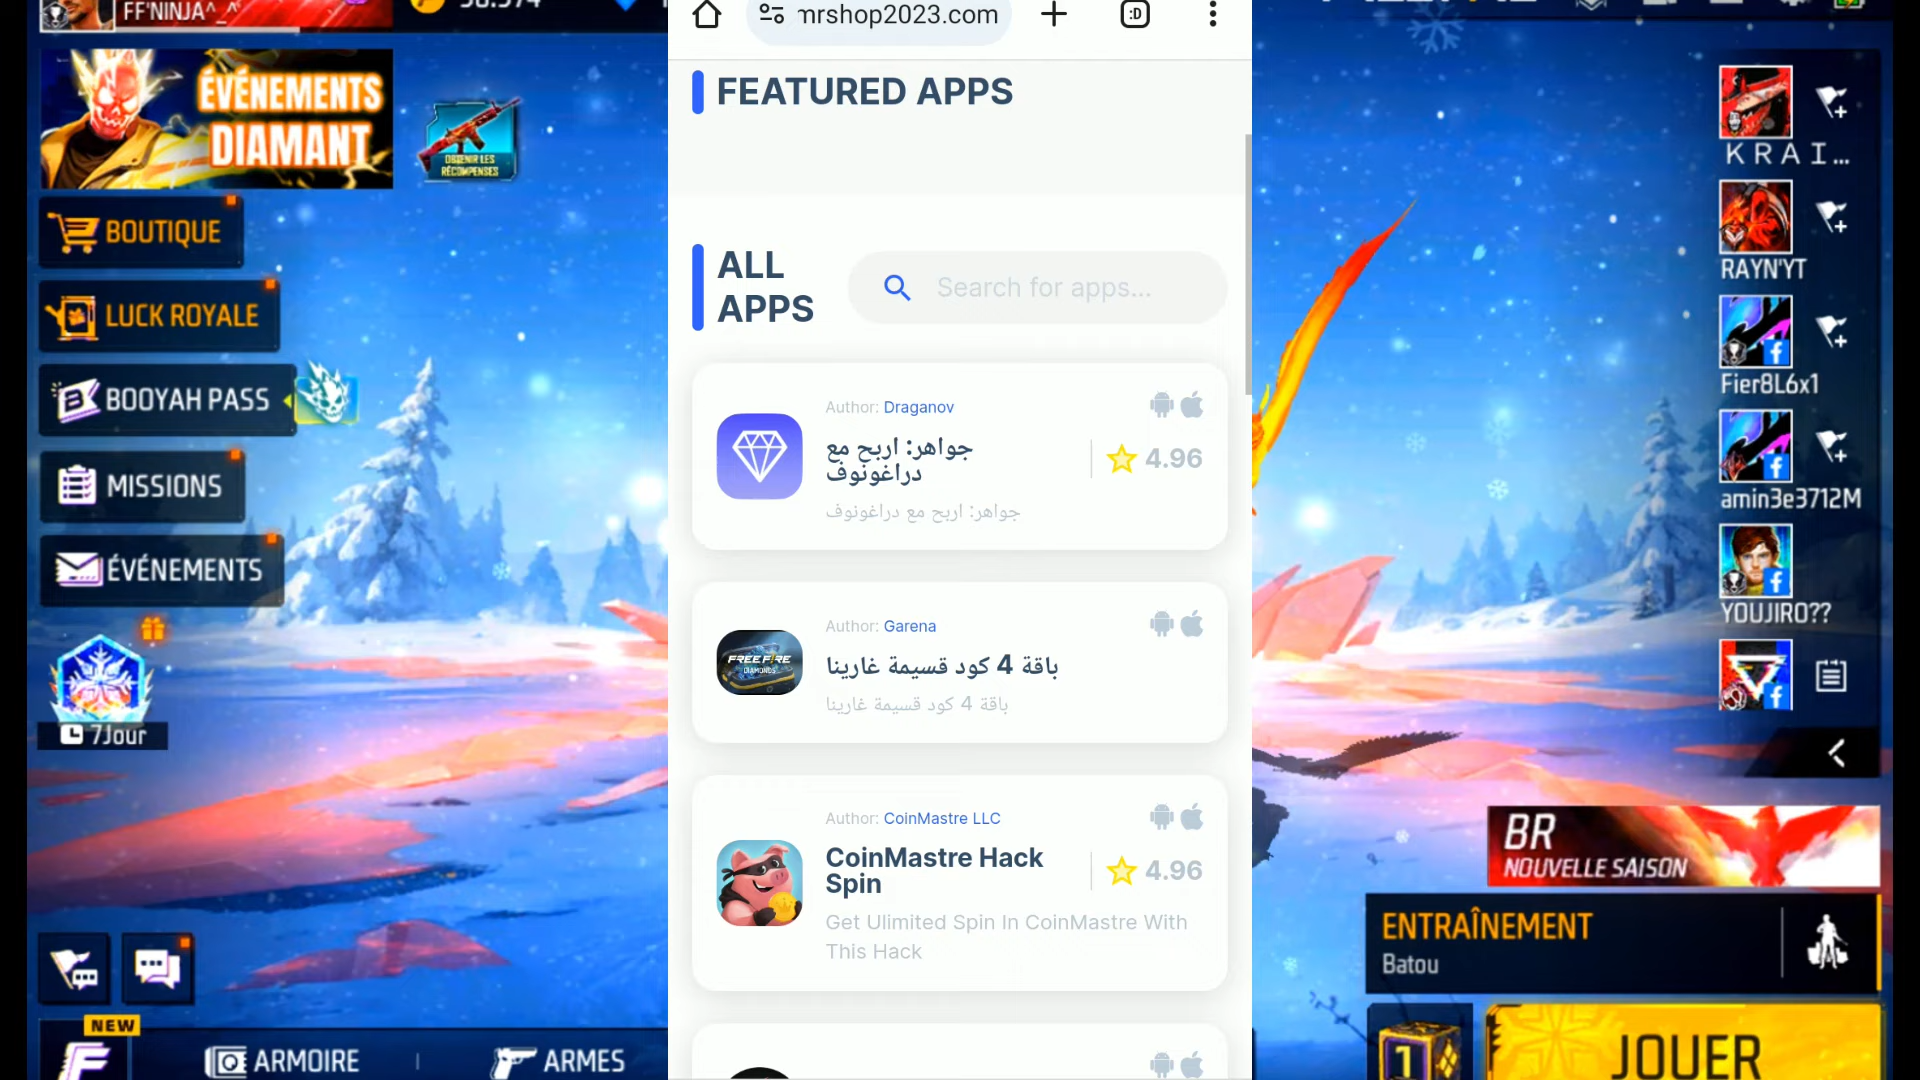 FF'NINJA^_^
ÉVÉNEMENTS
DIAMANT
OBTENIR LES
RÉCOMPENSES
BOUTIQUE
LUCK ROYALE
BOOYAH PASS
MISSIONS
ÉVÉNEMENTS
7Jour
NEW
ARMOIRE
ARMES
mrshop2023.com
:D
FEATURED APPS
ALL
APPS
Search for apps...
Author: Draganov
جواهر: اربح مع
دراغونوف
4.96
جواهر: اربح مع دراغونوف
Author: Garena
FREE FIRE
DIAMONDS
باقة 4 كود قسيمة غارينا
باقة 4 كود قسيمة غارينا
Author: CoinMastre LLC
CoinMastre Hack
Spin
4.96
Get Ulimited Spin In CoinMastre With
This Hack
KRAI...
RAYN'YT
Fier8L6x1
amin3e3712M
YOUJIRO??
BR
NOUVELLE SAISON
ENTRAÎNEMENT
Batou
1
JOUER